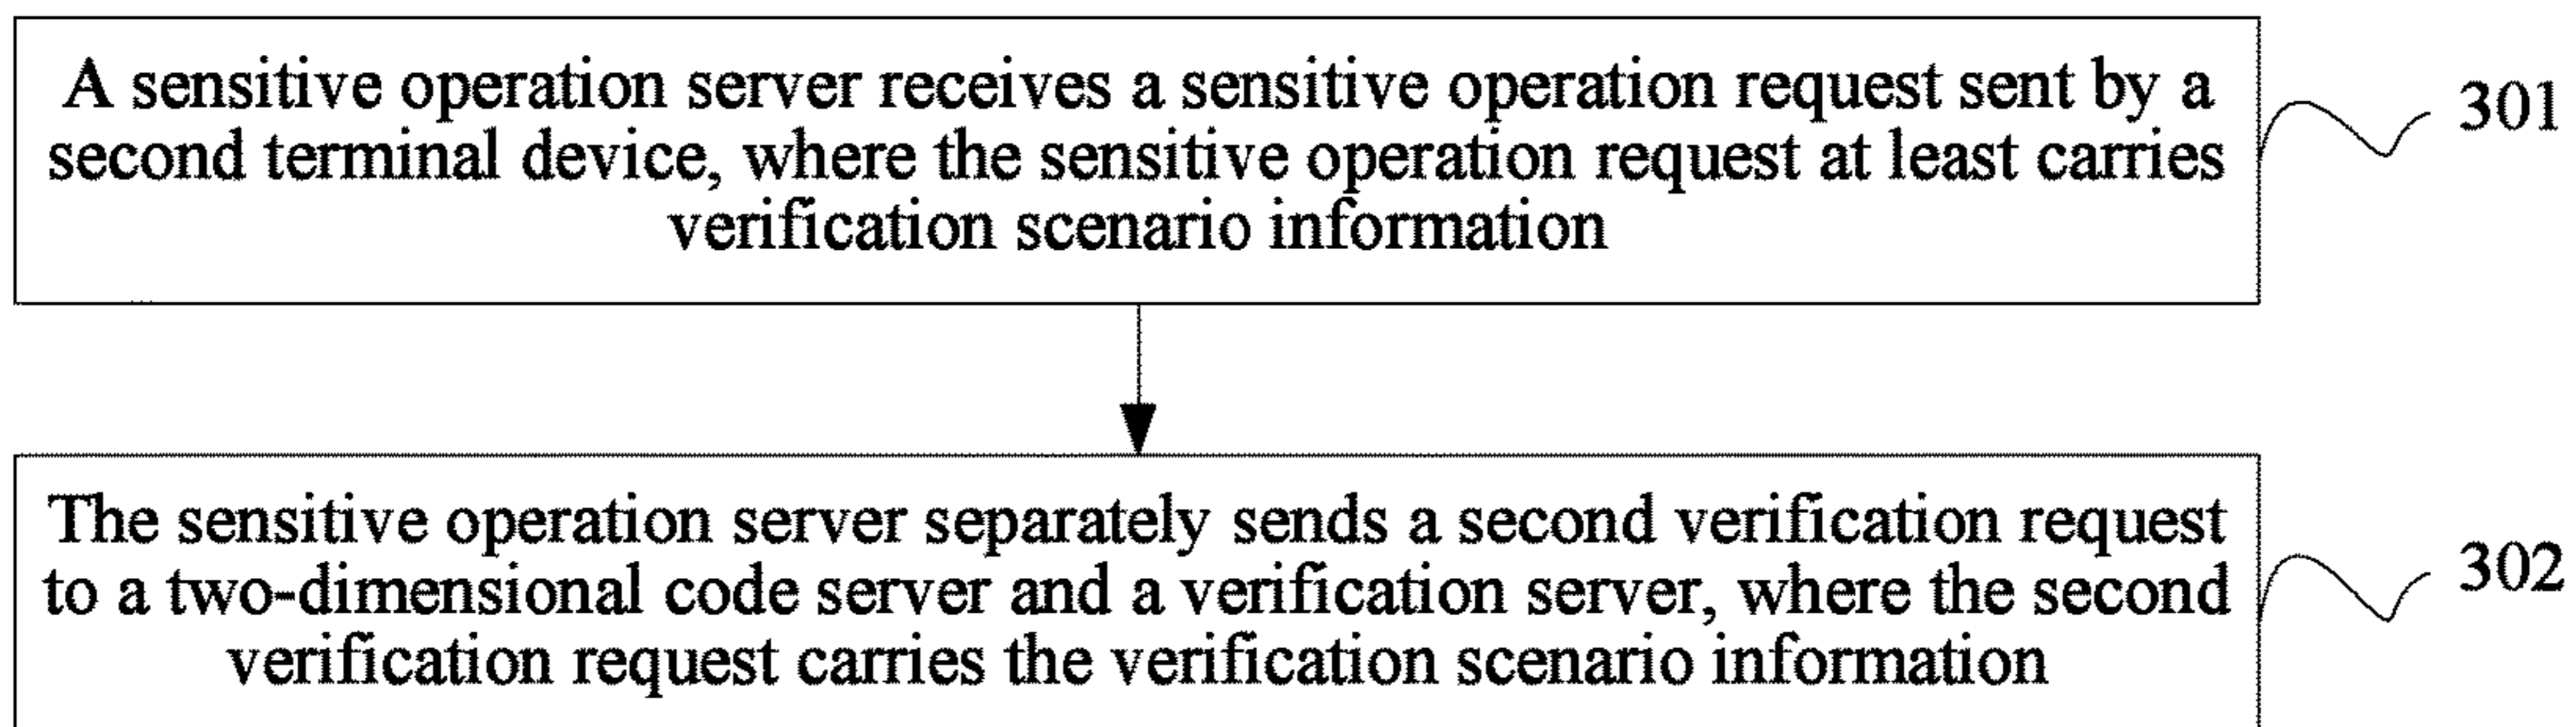 A sensitive operation server receives a sensitive operation request sent by a
second terminal device, where the sensitive operation request at least carries
verification scenario information
301
The sensitive operation server separately sends a second verification request
to a two-dimensional code server and a verification server, where the second
verification request carries the verification scenario information
302